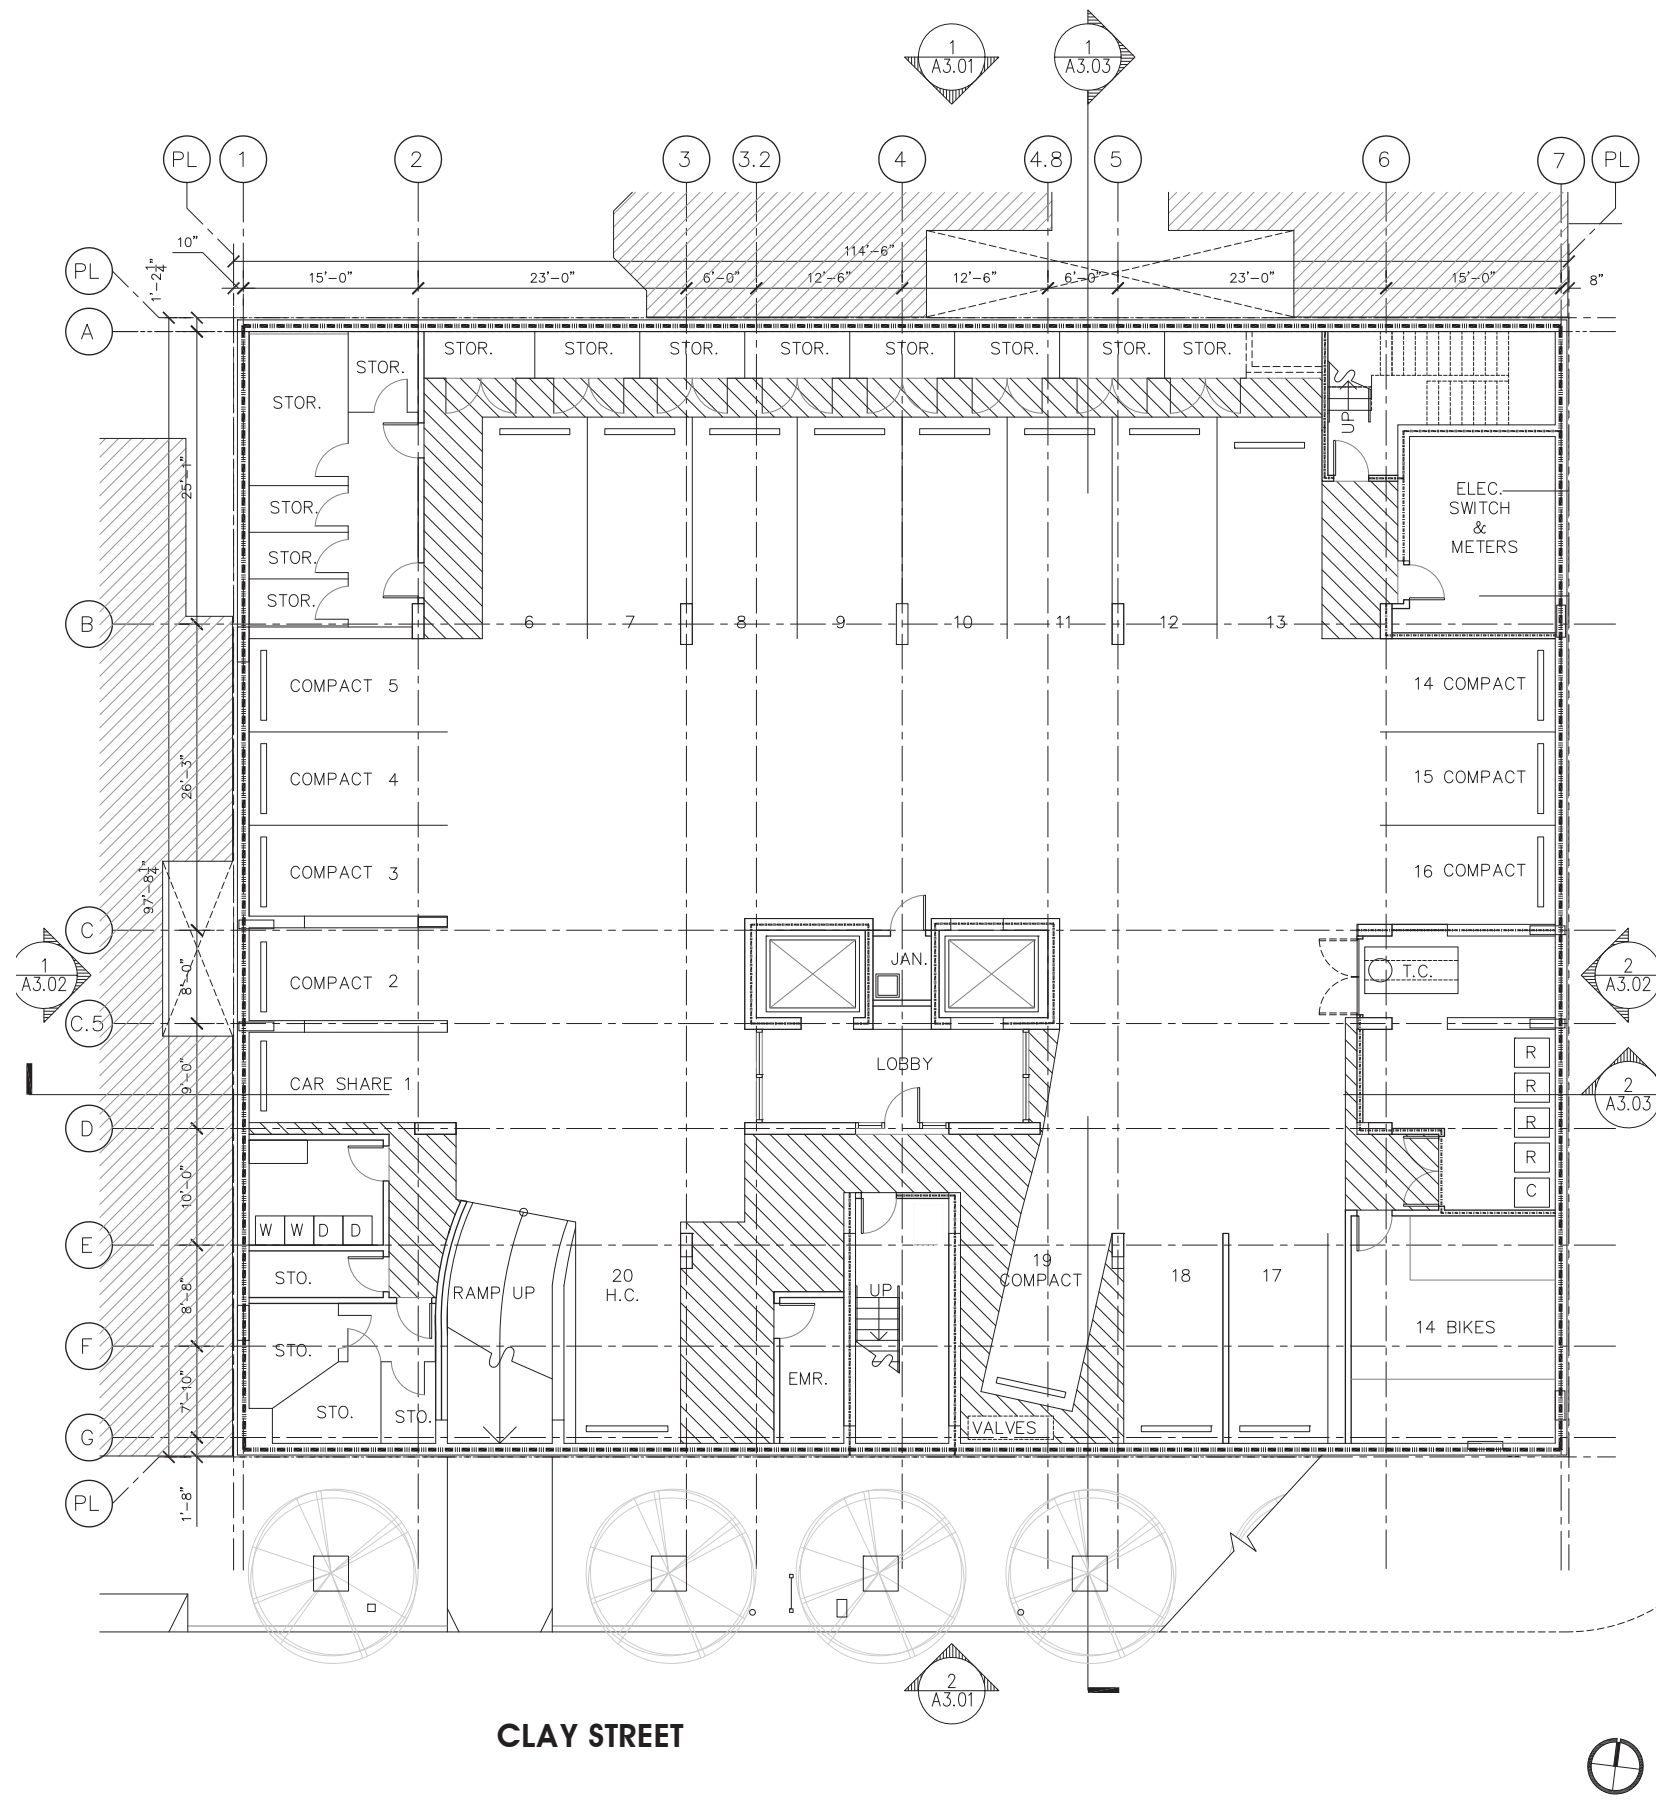 1
A3.01
1
A3.03
PL
1
2
3
3.2
4
4.8
5
6
7
PL
10"
114'-6"
PL
1'-2 1/4"
15'-0"
23'-0"
6'-0"
12'-6"
12'-6"
6'-0"
23'-0"
15'-0"
8"
A
STOR.
STOR.
STOR.
STOR.
STOR.
STOR.
STOR.
STOR.
STOR.
STOR.
UP
25'-1"
STOR.
STOR.
STOR.
ELEC.
SWITCH
&
METERS
B
6
7
8
9
10
11
12
13
COMPACT 5
14 COMPACT
26'-3"
COMPACT 4
15 COMPACT
97'-8 1/4"
COMPACT 3
16 COMPACT
C
1
A3.02
8'-0"
COMPACT 2
JAN.
T.C.
2
A3.02
C.5
9'-0"
CAR SHARE 1
LOBBY
R
R
R
R
C
2
A3.03
D
10'-0"
W
W
D
D
E
STO.
8'-8"
RAMP UP
20
H.C.
UP
19
COMPACT
18
17
F
STO.
14 BIKES
7'-10"
EMR.
STO.
STO.
VALVES
G
PL
1'-8"
2
A3.01
CLAY STREET